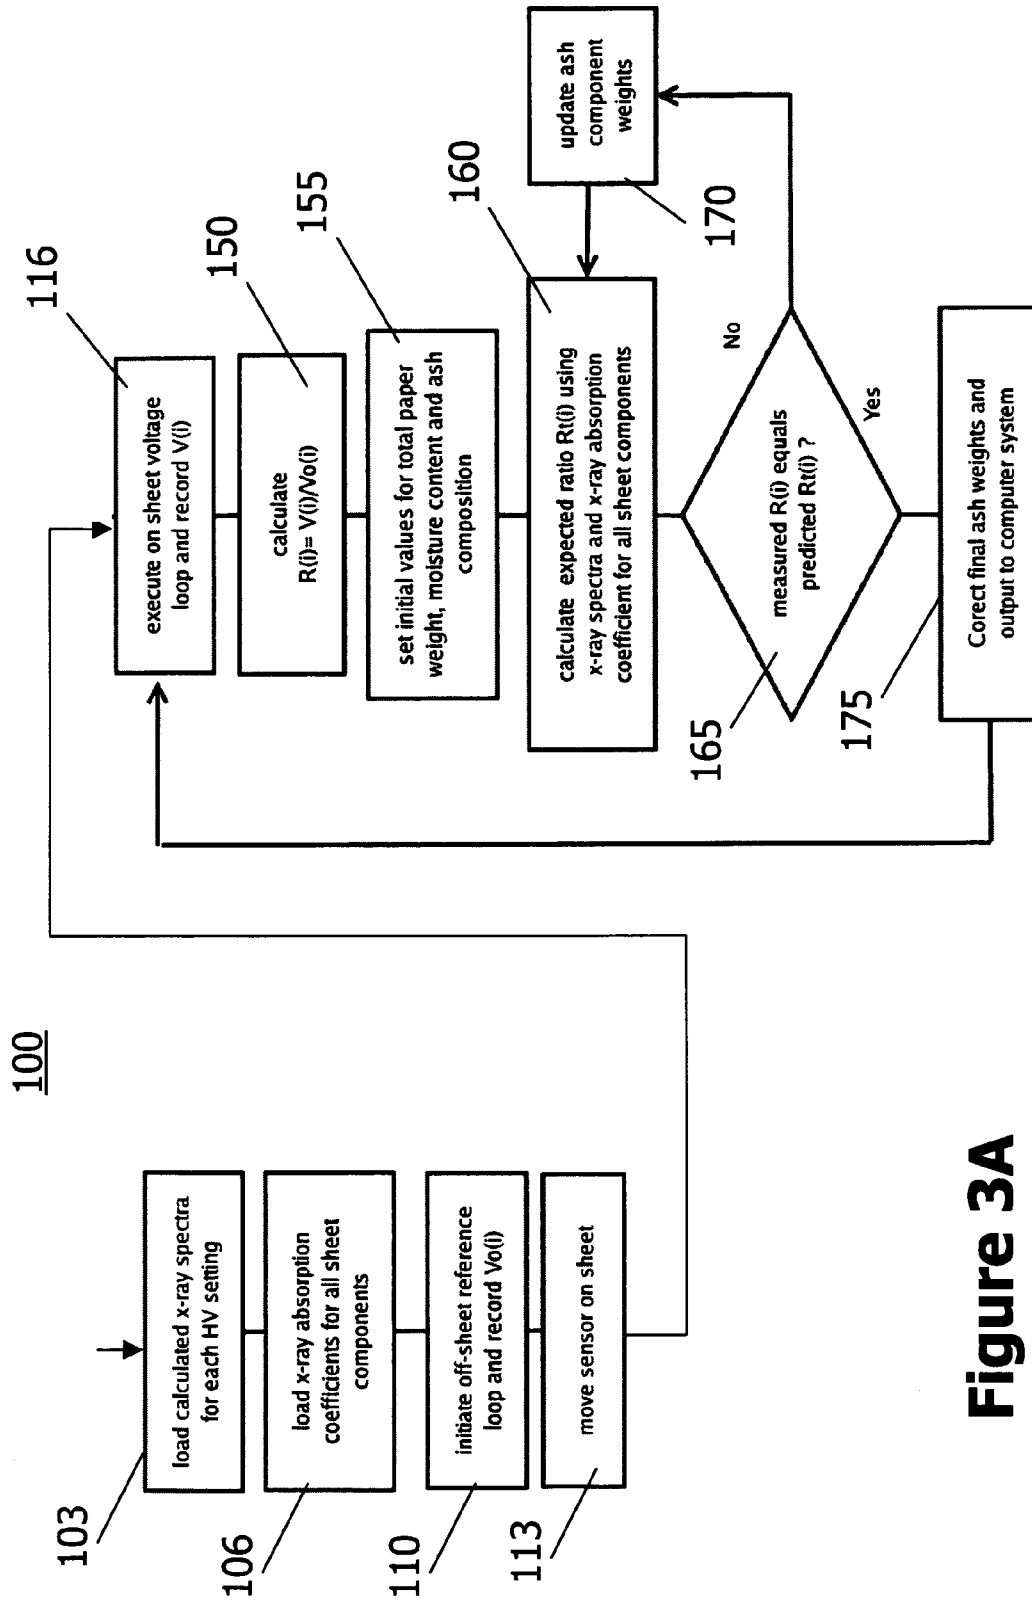 100
103
load calculated x-ray spectra
for each HV setting
106
load x-ray absorption
coefficients for all sheet
components
110
initiate off-sheet reference
loop and record Vo(i)
113
move sensor on sheet
116
execute on sheet voltage
loop and record V(i)
150
calculate
R(i)= V(i)/Vo(i)
155
set initial values for total paper
weight, moisture content and ash
composition
160
calculate expected ratio Rt(i) using
x-ray spectra and x-ray absorption
coefficient for all sheet components
165
measured R(i) equals
predicted Rt(i) ?
No
Yes
170
update ash
component
weights
175
Corect final ash weights and
output to computer system
Figure 3A